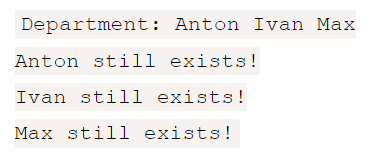 Department: Anton Ivan Max
Anton still exists!
Ivan still exists!
Max still exists!